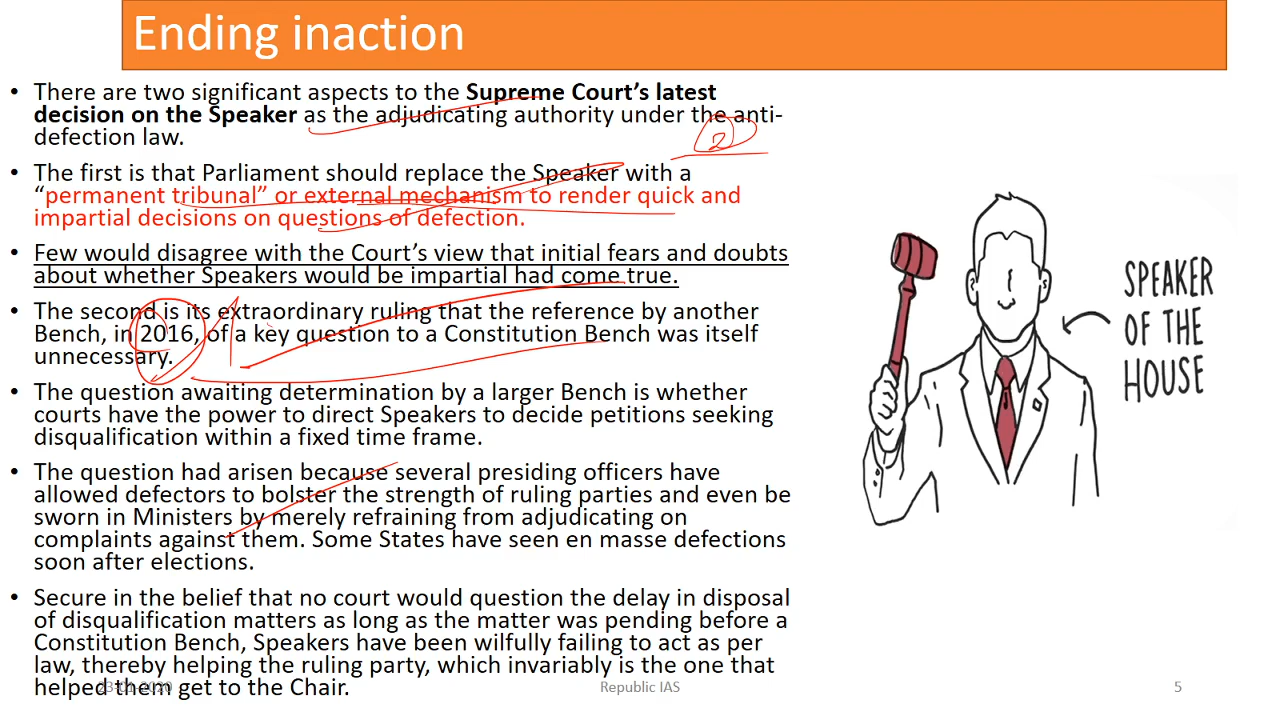 Ending inaction
• There are two significant aspects to the Supreme Court's latest
decision on the Speaker as the adjudicating authority under the anti-
defection law.
2
• The first is that Parliament should replace the Speaker with a
“permanent tribunal” or external mechanism to render quick and
impartial decisions on questions of defection.
• Few would disagree with the Court's view that initial fears and doubts
about whether Speakers would be impartial had come true.
• The second is its extraordinary ruling that the reference by another
Bench, in 2016, of a key question to a Constitution Bench was itself
unnecessary.
• The question awaiting determination by a larger Bench is whether
courts have the power to direct Speakers to decide petitions seeking
disqualification within a fixed time frame.
• The question had arisen because several presiding officers have
allowed defectors to bolster the strength of ruling parties and even be
sworn in Ministers by merely refraining from adjudicating on
complaints against them. Some States have seen en masse defections
soon after elections.
• Secure in the belief that no court would question the delay in disposal
of disqualification matters as long as the matter was pending before a
Constitution Bench, Speakers have been wilfully failing to act as per
law, thereby helping the ruling party, which invariably is the one that
helped them get to the Chair.
SPEAKER
OF THE
HOUSE
23-01-2020
Republic IAS
5